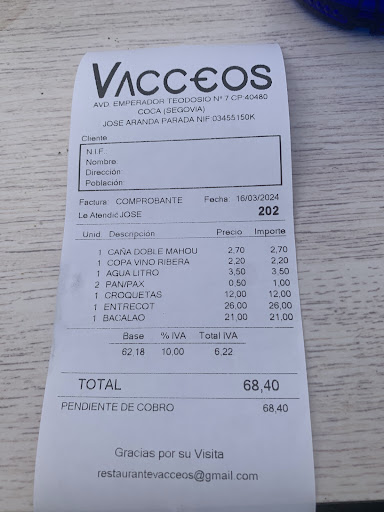 VACCEOS
AVD. EMPERADOR TEODOSIO Nº 7 CP 40480
COCA (SEGOVIA)
JOSE ARANDA PARADA NIF 03455150K
Cliente
N.I.F.
Nombre:
Dirección
Población:
Factura: COMPROBANTE Fecha: 16/03/2024
Le Atendió:JOSE 202
Unid. Descripción Precio Importe
1 CAÑA DOBLE MAHOU 2,70 2,70
1 COPA VINO RIBERA 2,20 2,20
1 AGUA LITRO 3,50 3,50
2 PAN/PAX 0,50 1,00
1 CROQUETAS 12,00 12,00
1 ENTRECOT 26,00 26,00
1 BACALAO 21,00 21,00
Base % IVA Total IVA
62,18 10,00 6,22
TOTAL 68,40
PENDIENTE DE COBRO 68,40
Gracias por su Visita
restaurantevacceos@gmail.com